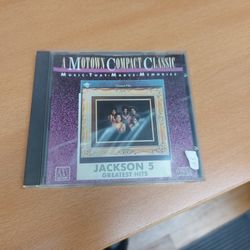 A MOTOWN COMPACT CLASSIC
MUSIC-THAT-MAKES-MEMORIES
JACKSON 5
GREATEST HITS